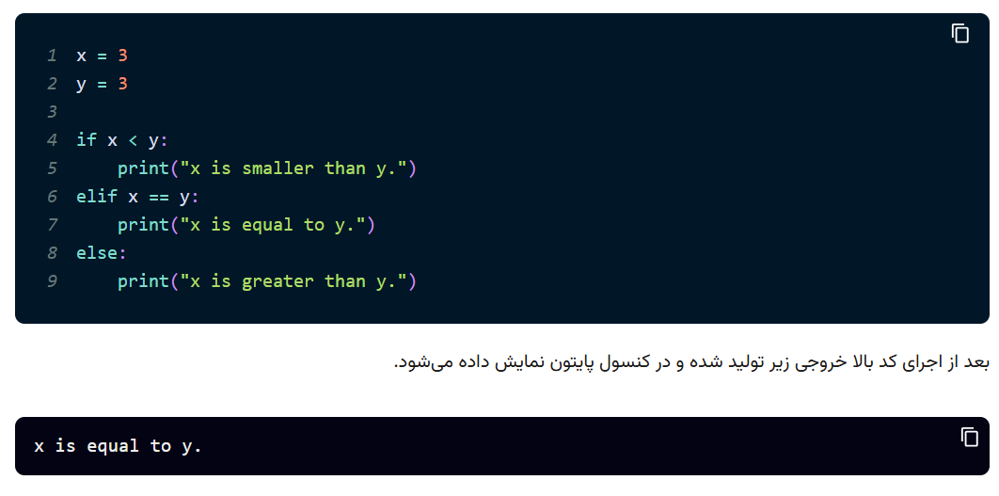 1 x = 3
2 y = 3
3
4 if x < y:
5     print("x is smaller than y.")
6 elif x == y:
7     print("x is equal to y.")
8 else:
9     print("x is greater than y.")
بعد از اجرای کد بالا خروجی زیر تولید شده و در کنسول پایتون نمایش داده می‌شود.
x is equal to y.